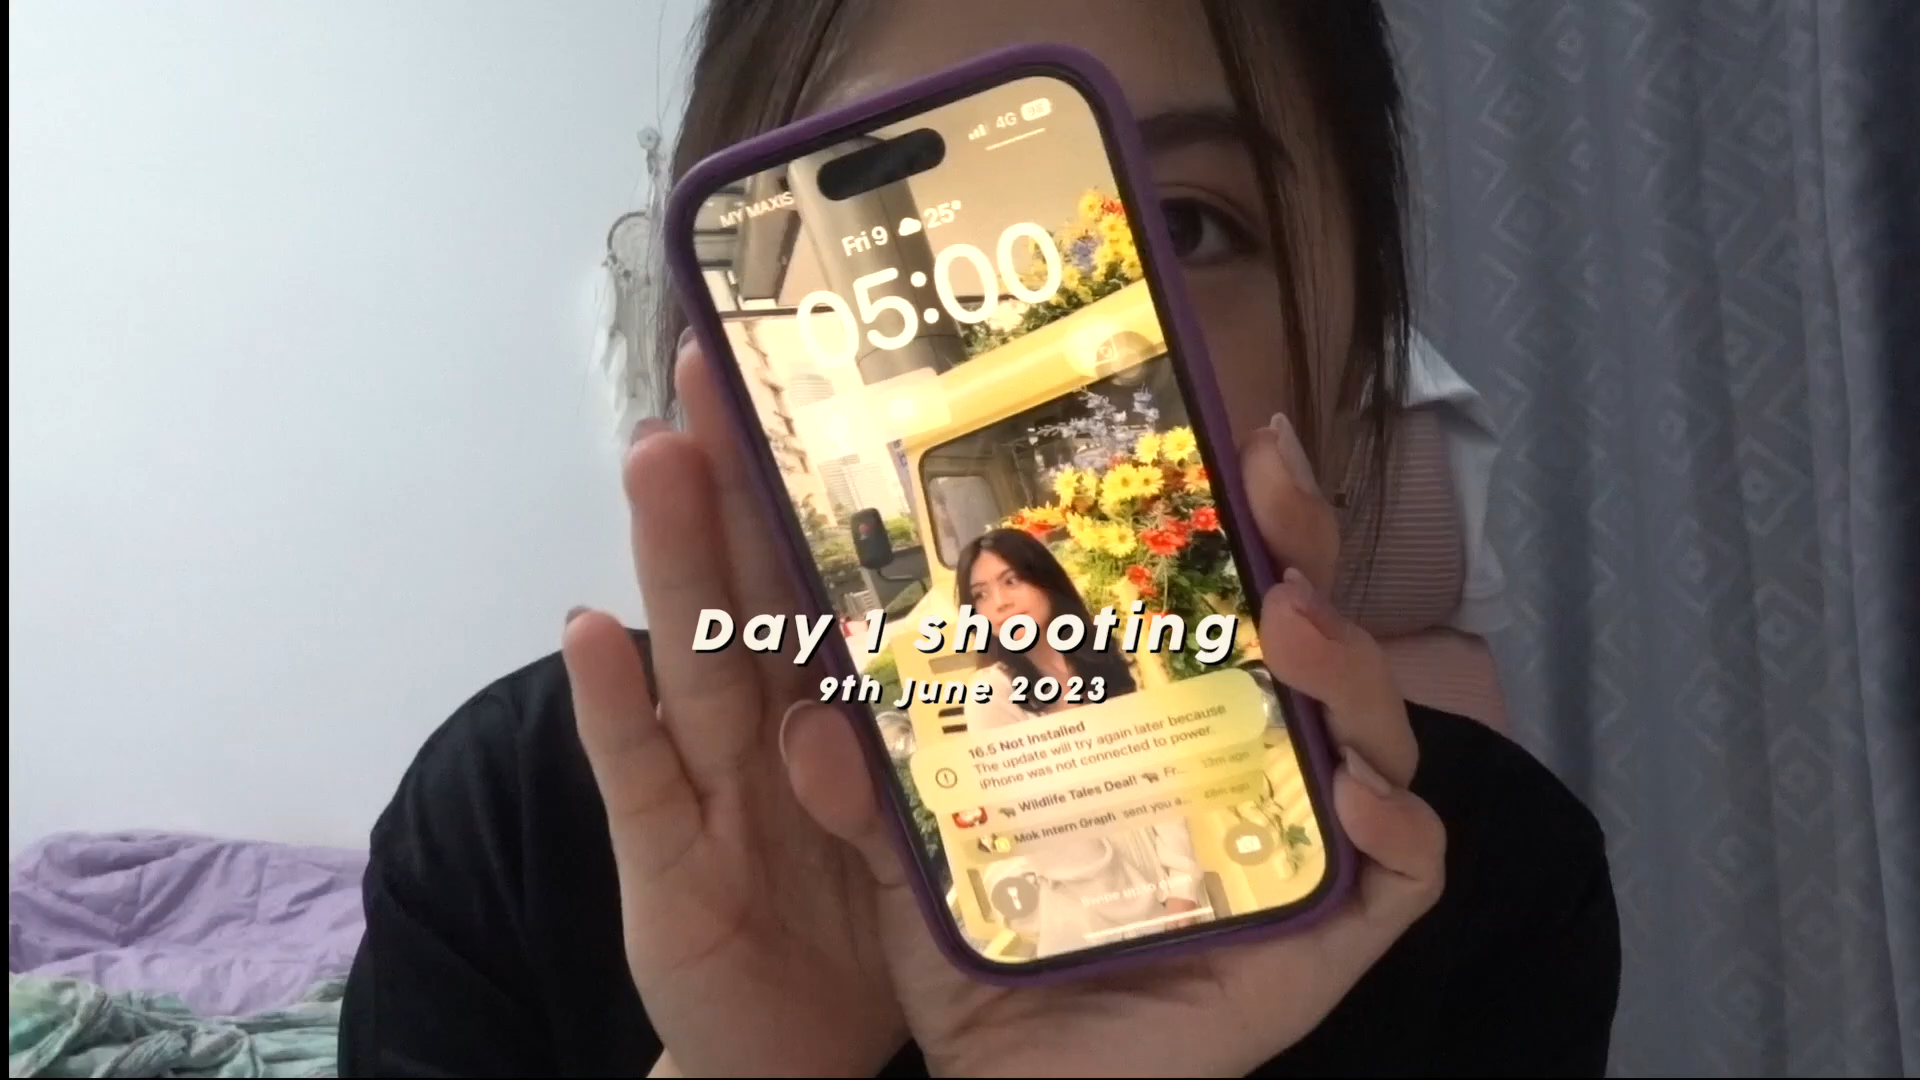 MY MAXIS
4G
Fri 9 25°
05:00
Day 1 shooting
9th June 2023
16.5 Not Installed
The update will try again later because
iPhone was not connected to power.
Wildlife Tales Deal! Fr...
Mok Intern Graph sent you a...